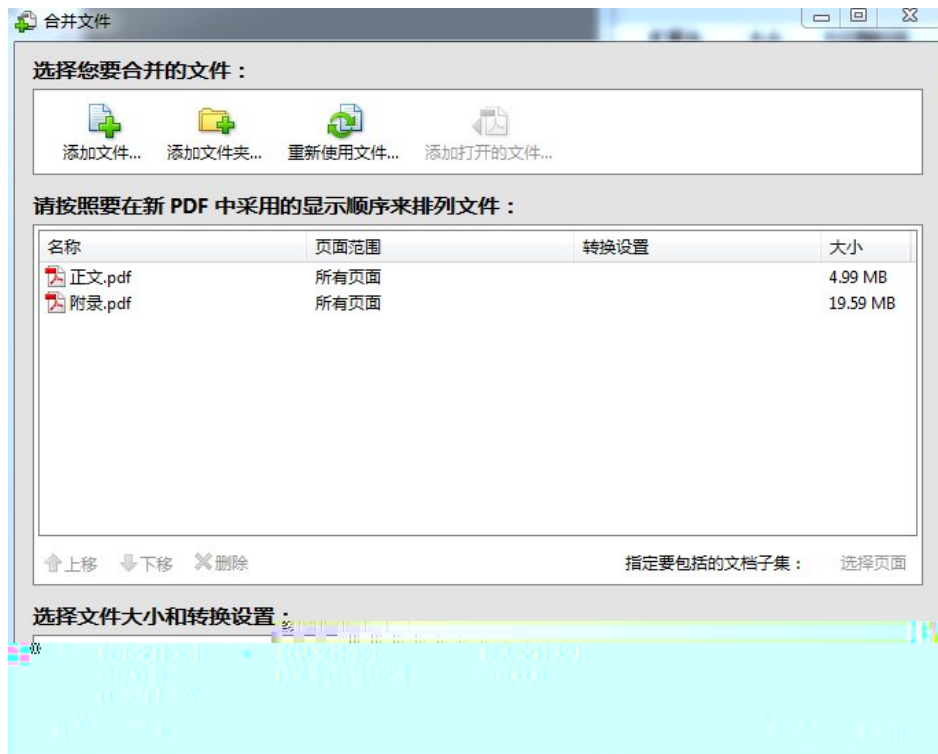 合并文件
选择您要合并的文件：
添加文件... 添加文件夹... 重新使用文件... 添加打开的文件...
请按照要在新 PDF 中采用的显示顺序来排列文件：
名称 页面范围 转换设置 大小
正文.pdf 所有页面 4.99 MB
附录.pdf 所有页面 19.59 MB
上移 下移 删除 指定要包括的文档子集： 选择页面
选择文件大小和转换设置：